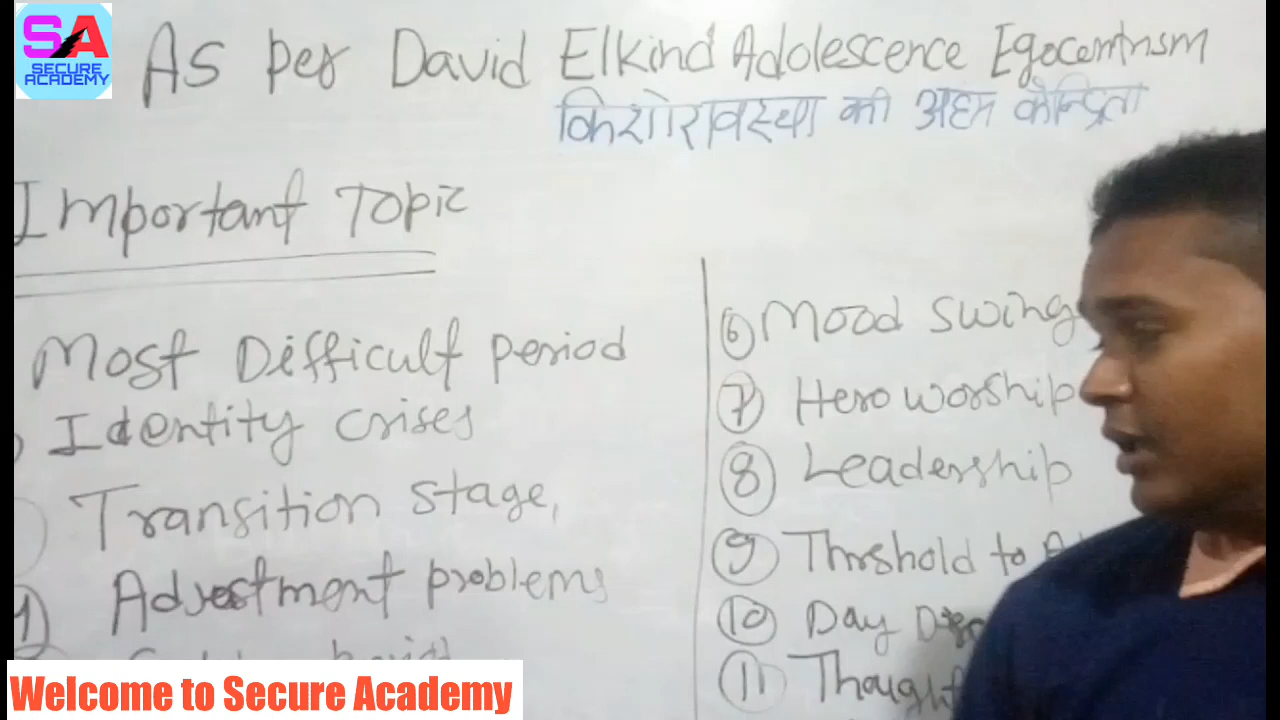 SA
SECURE
ACADEMY
As Per David Elkind Adolescence Egocentrism
किशोरावस्था की अहम केन्द्रिता
Important Topic
Most Difficult Period
Identity crises
Transition stage,
Adjustment problems
⑥ Mood swing
⑦ Hero worship
⑧ Leadership
⑨ Thrshold to
⑩ Day
⑪ Thought
Welcome to Secure Academy